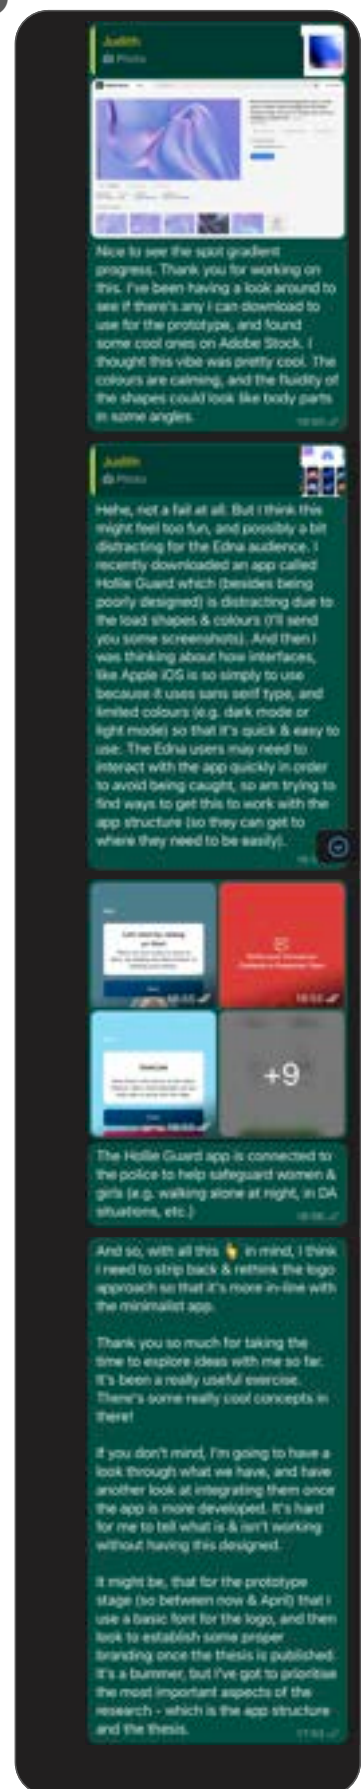 Judith
Photo
Nice to see the spot gradient
progress. Thank you for working on
this. I've been having a look around to
see if there's any I can download to
use for the prototype, and found
some cool ones on Adobe Stock. I
thought this vibe was pretty cool. The
colours are calming, and the fluidity of
the shapes could look like body parts
in some angles.
Judith
Photo
Hehe, not a fail at all. But I think this
might feel too fun, and possibly a bit
distracting for the Edna audience. I
recently downloaded an app called
Hollie Guard which (besides being
poorly designed) is distracting due to
the load shapes & colours (I'll send
you some screenshots). And then I
was thinking about how interfaces,
like Apple iOS is so simply to use
because it uses sans serif type, and
limited colours (e.g. dark mode or
light mode) so that it's quick & easy to
use. The Edna users may need to
interact with the app quickly in order
to avoid being caught, so am trying to
find ways to get this to work with the
app structure (so they can get to
where they need to be easily).
+9
The Hollie Guard app is connected to
the police to help safeguard women &
girls (e.g. walking alone at night, in DA
situations, etc.)
And so, with all this 👆 in mind, I think
I need to strip back & rethink the logo
approach so that it's more in-line with
the minimalist app.
Thank you so much for taking the
time to explore ideas with me so far.
It's been a really useful exercise.
There's some really cool concepts in
there!
If you don't mind, I'm going to have a
look through what we have, and have
another look at integrating them once
the app is more developed. It's hard
for me to tell what is & isn't working
without having this designed.
It might be, that for the prototype
stage (so between now & April) that I
use a basic font for the logo, and then
look to establish some proper
branding once the thesis is published.
It's a bummer, but I've got to prioritise
the most important aspects of the
research - which is the app structure
and the thesis.
17:53